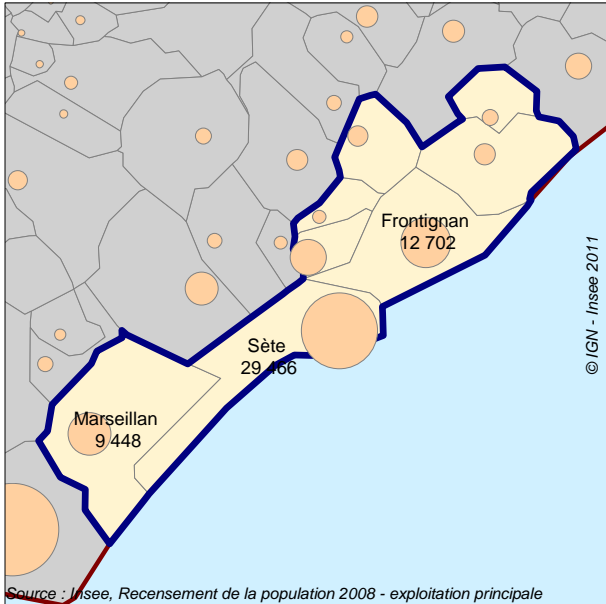 Frontignan
12 702
Sète
29 466
Marseillan
9 448
© IGN - Insee 2011
Source : Insee, Recensement de la population 2008 - exploitation principale